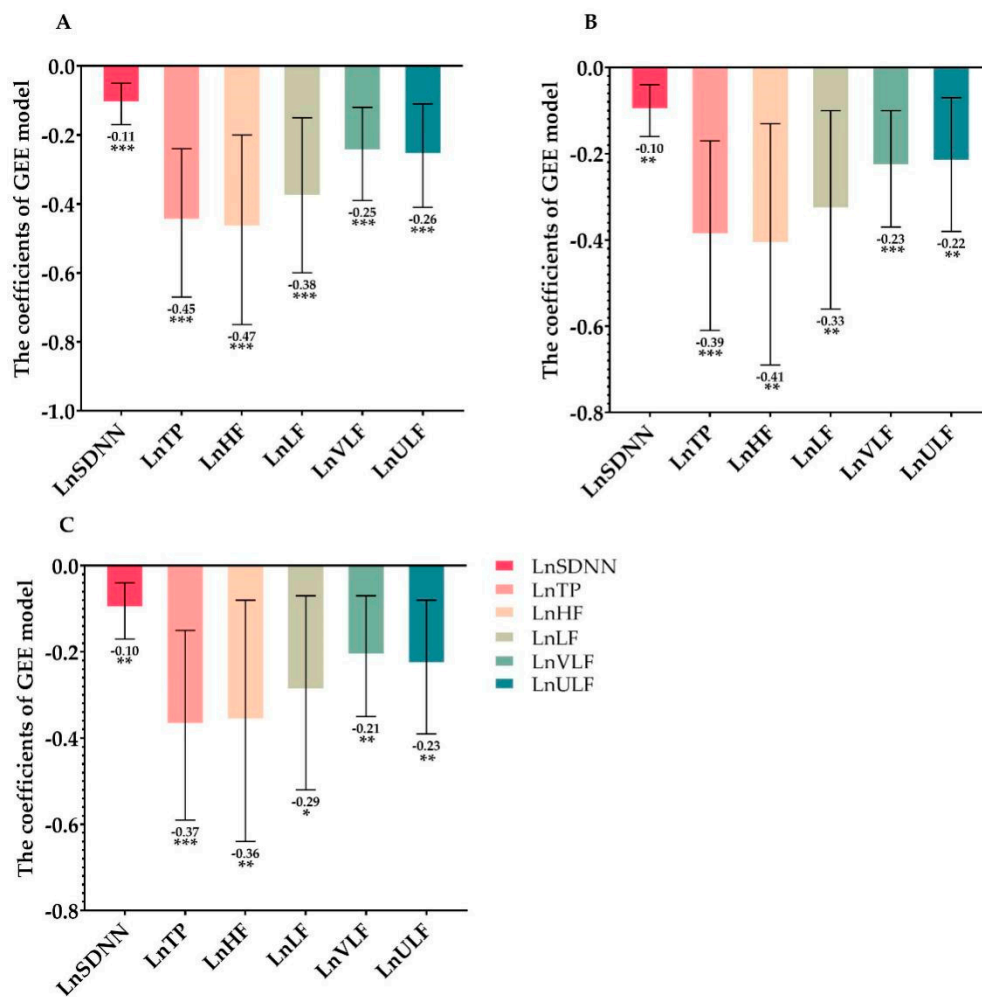 A
The coefficients of GEE model
0.0
-0.2
-0.4
-0.6
-0.8
-1.0
-0.11
***
-0.45
***
-0.47
***
-0.38
***
-0.25
***
-0.26
***
LnSDNN
LnTP
LnHF
LnLF
LnVLF
LnULF
B
The coefficients of GEE model
0.0
-0.2
-0.4
-0.6
-0.8
-0.10
**
-0.39
***
-0.41
**
-0.33
**
-0.23
***
-0.22
**
LnSDNN
LnTP
LnHF
LnLF
LnVLF
LnULF
C
The coefficients of GEE model
0.0
-0.2
-0.4
-0.6
-0.8
-0.10
**
-0.37
***
-0.36
**
-0.29
*
-0.21
**
-0.23
**
LnSDNN
LnTP
LnHF
LnLF
LnVLF
LnULF
LnSDNN
LnTP
LnHF
LnLF
LnVLF
LnULF